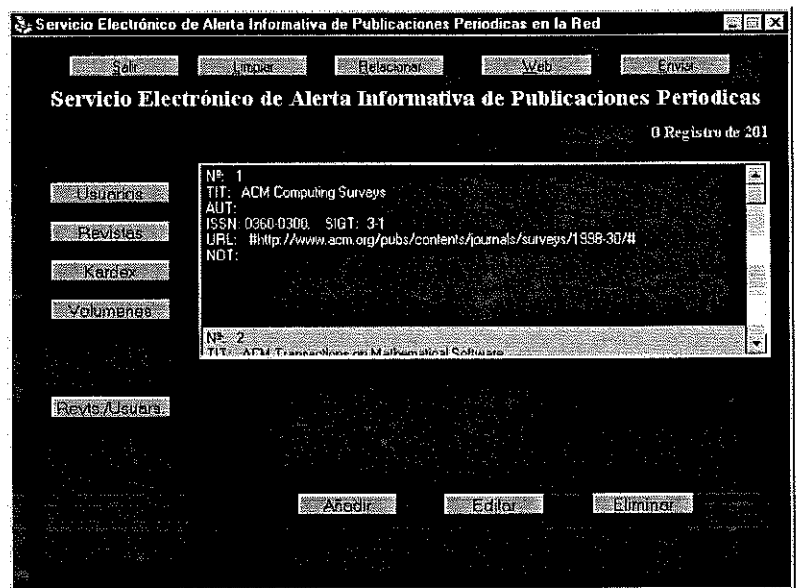 Servicio Electrónico de Alerta Informativa de Publicaciones Periodicas en la Red
Salir Limpiar Relacionar Web Enviar
Servicio Electrónico de Alerta Informativa de Publicaciones Periodicas
0 Registro de 201
Usuarios
Revistas
Kardex
Volumenes
Revis./Usuara
Nº: 1
TIT: ACM Computing Surveys
AUT:
ISSN: 0360-0300. SIGT: 3-1
URL: #http://www.acm.org/pubs/contents/journals/surveys/1998-30/#
NOT:
Nº: 2
TIT: ACM Transactions on Mathematical Software
Añadir Editar Eliminar